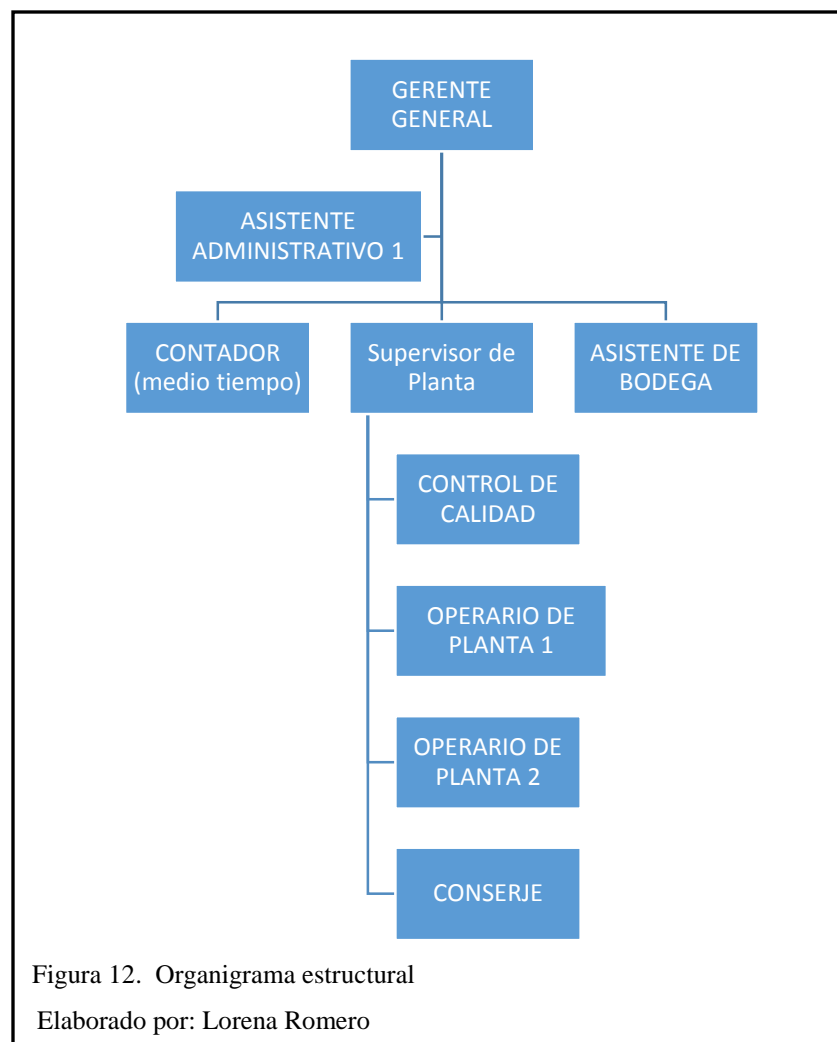 GERENTE
GENERAL
ASISTENTE
ADMINISTRATIVO 1
CONTADOR
(medio tiempo)
Supervisor de
Planta
ASISTENTE DE
BODEGA
CONTROL DE
CALIDAD
OPERARIO DE
PLANTA 1
OPERARIO DE
PLANTA 2
CONSERJE
Figura 12. Organigrama estructural
Elaborado por: Lorena Romero